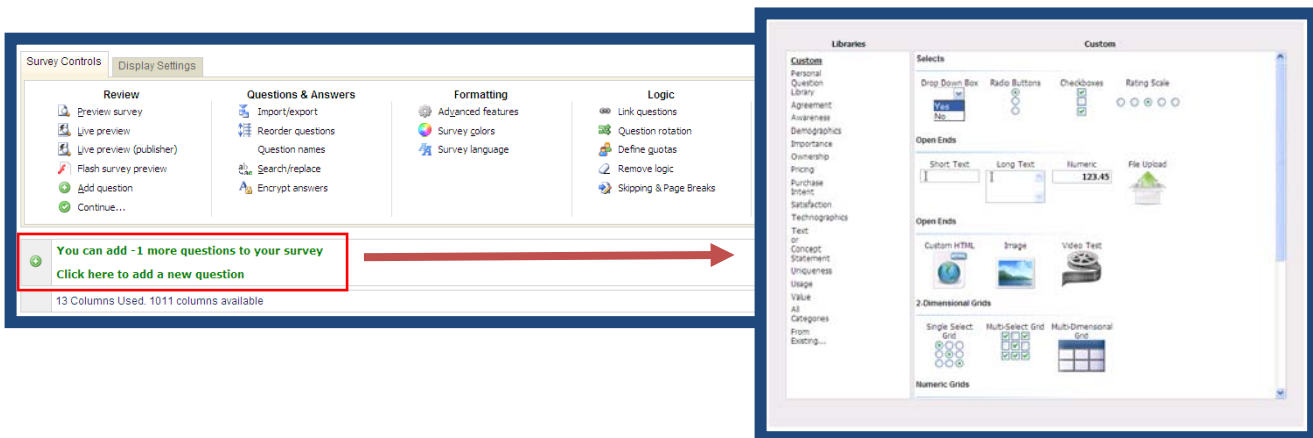 Survey Controls
Display Settings
Review
Preview survey
Live preview
Live preview (publisher)
Flash survey preview
Add question
Continue...
Questions & Answers
Import/export
Reorder questions
Question names
Search/replace
Encrypt answers
Formatting
Advanced features
Survey colors
Survey language
Logic
Link questions
Question rotation
Define quotas
Remove logic
Skipping & Page Breaks
You can add -1 more questions to your survey
Click here to add a new question
13 Columns Used. 1011 columns available
Libraries
Custom
Personal
Question
Library
Agreement
Awareness
Demographics
Importance
Ownership
Pricing
Purchase
Intent
Satisfaction
Technographics
Text
or
Concept
Statement
Uniqueness
Usage
Value
All
Categories
From
Existing...
Custom
Selects
Drop Down Box Radio Buttons Checkboxes Rating Scale
Yes
No
Open Ends
Short Text Long Text Numeric File Upload
123.45
Open Ends
Custom HTML Image Video Test
2-Dimensional Grids
Single Select Multi-Select Grid Multi-Dimensional
Grid Grid
Numeric Grids